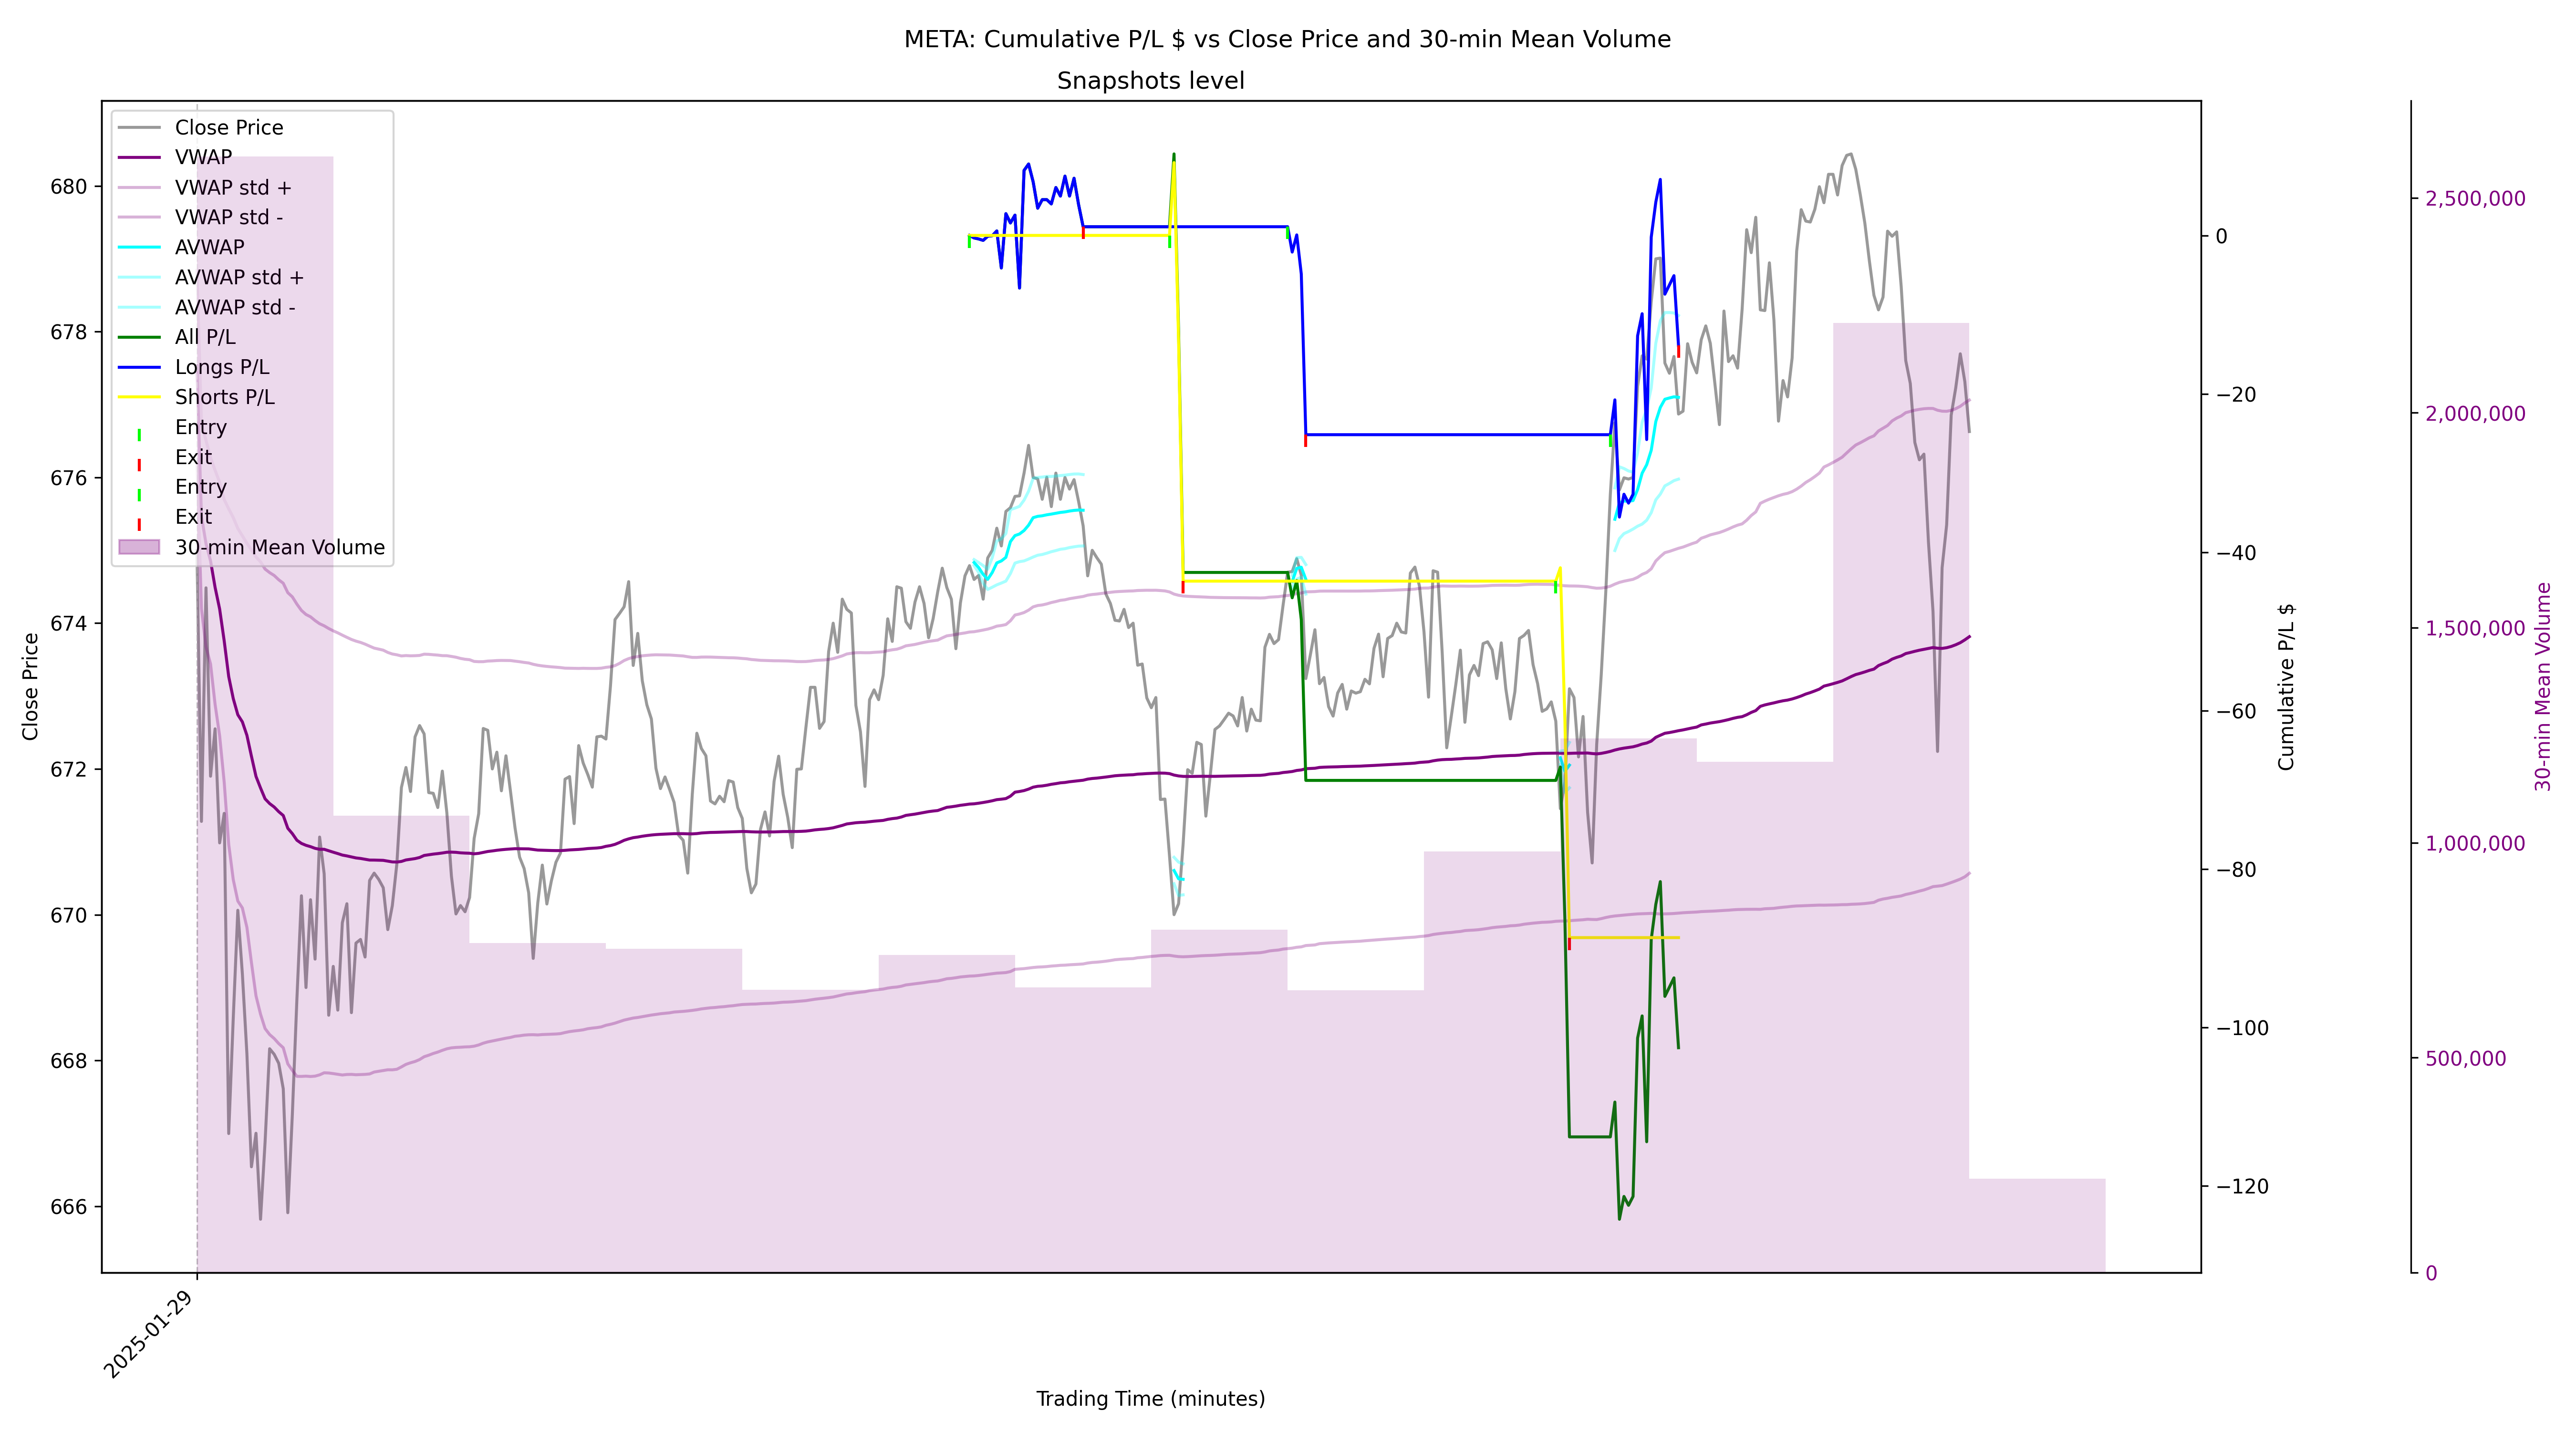 META: Cumulative P/L $ vs Close Price and 30-min Mean Volume
Snapshots level
Close Price
VWAP
VWAP std +
VWAP std -
AVWAP
AVWAP std +
AVWAP std -
All P/L
Longs P/L
Shorts P/L
Entry
Exit
Entry
Exit
30-min Mean Volume
680
678
676
674
672
670
668
666
Close Price
0
−20
−40
−60
−80
−100
−120
Cumulative P/L $
2,500,000
2,000,000
1,500,000
1,000,000
500,000
0
30-min Mean Volume
2025-01-29
Trading Time (minutes)